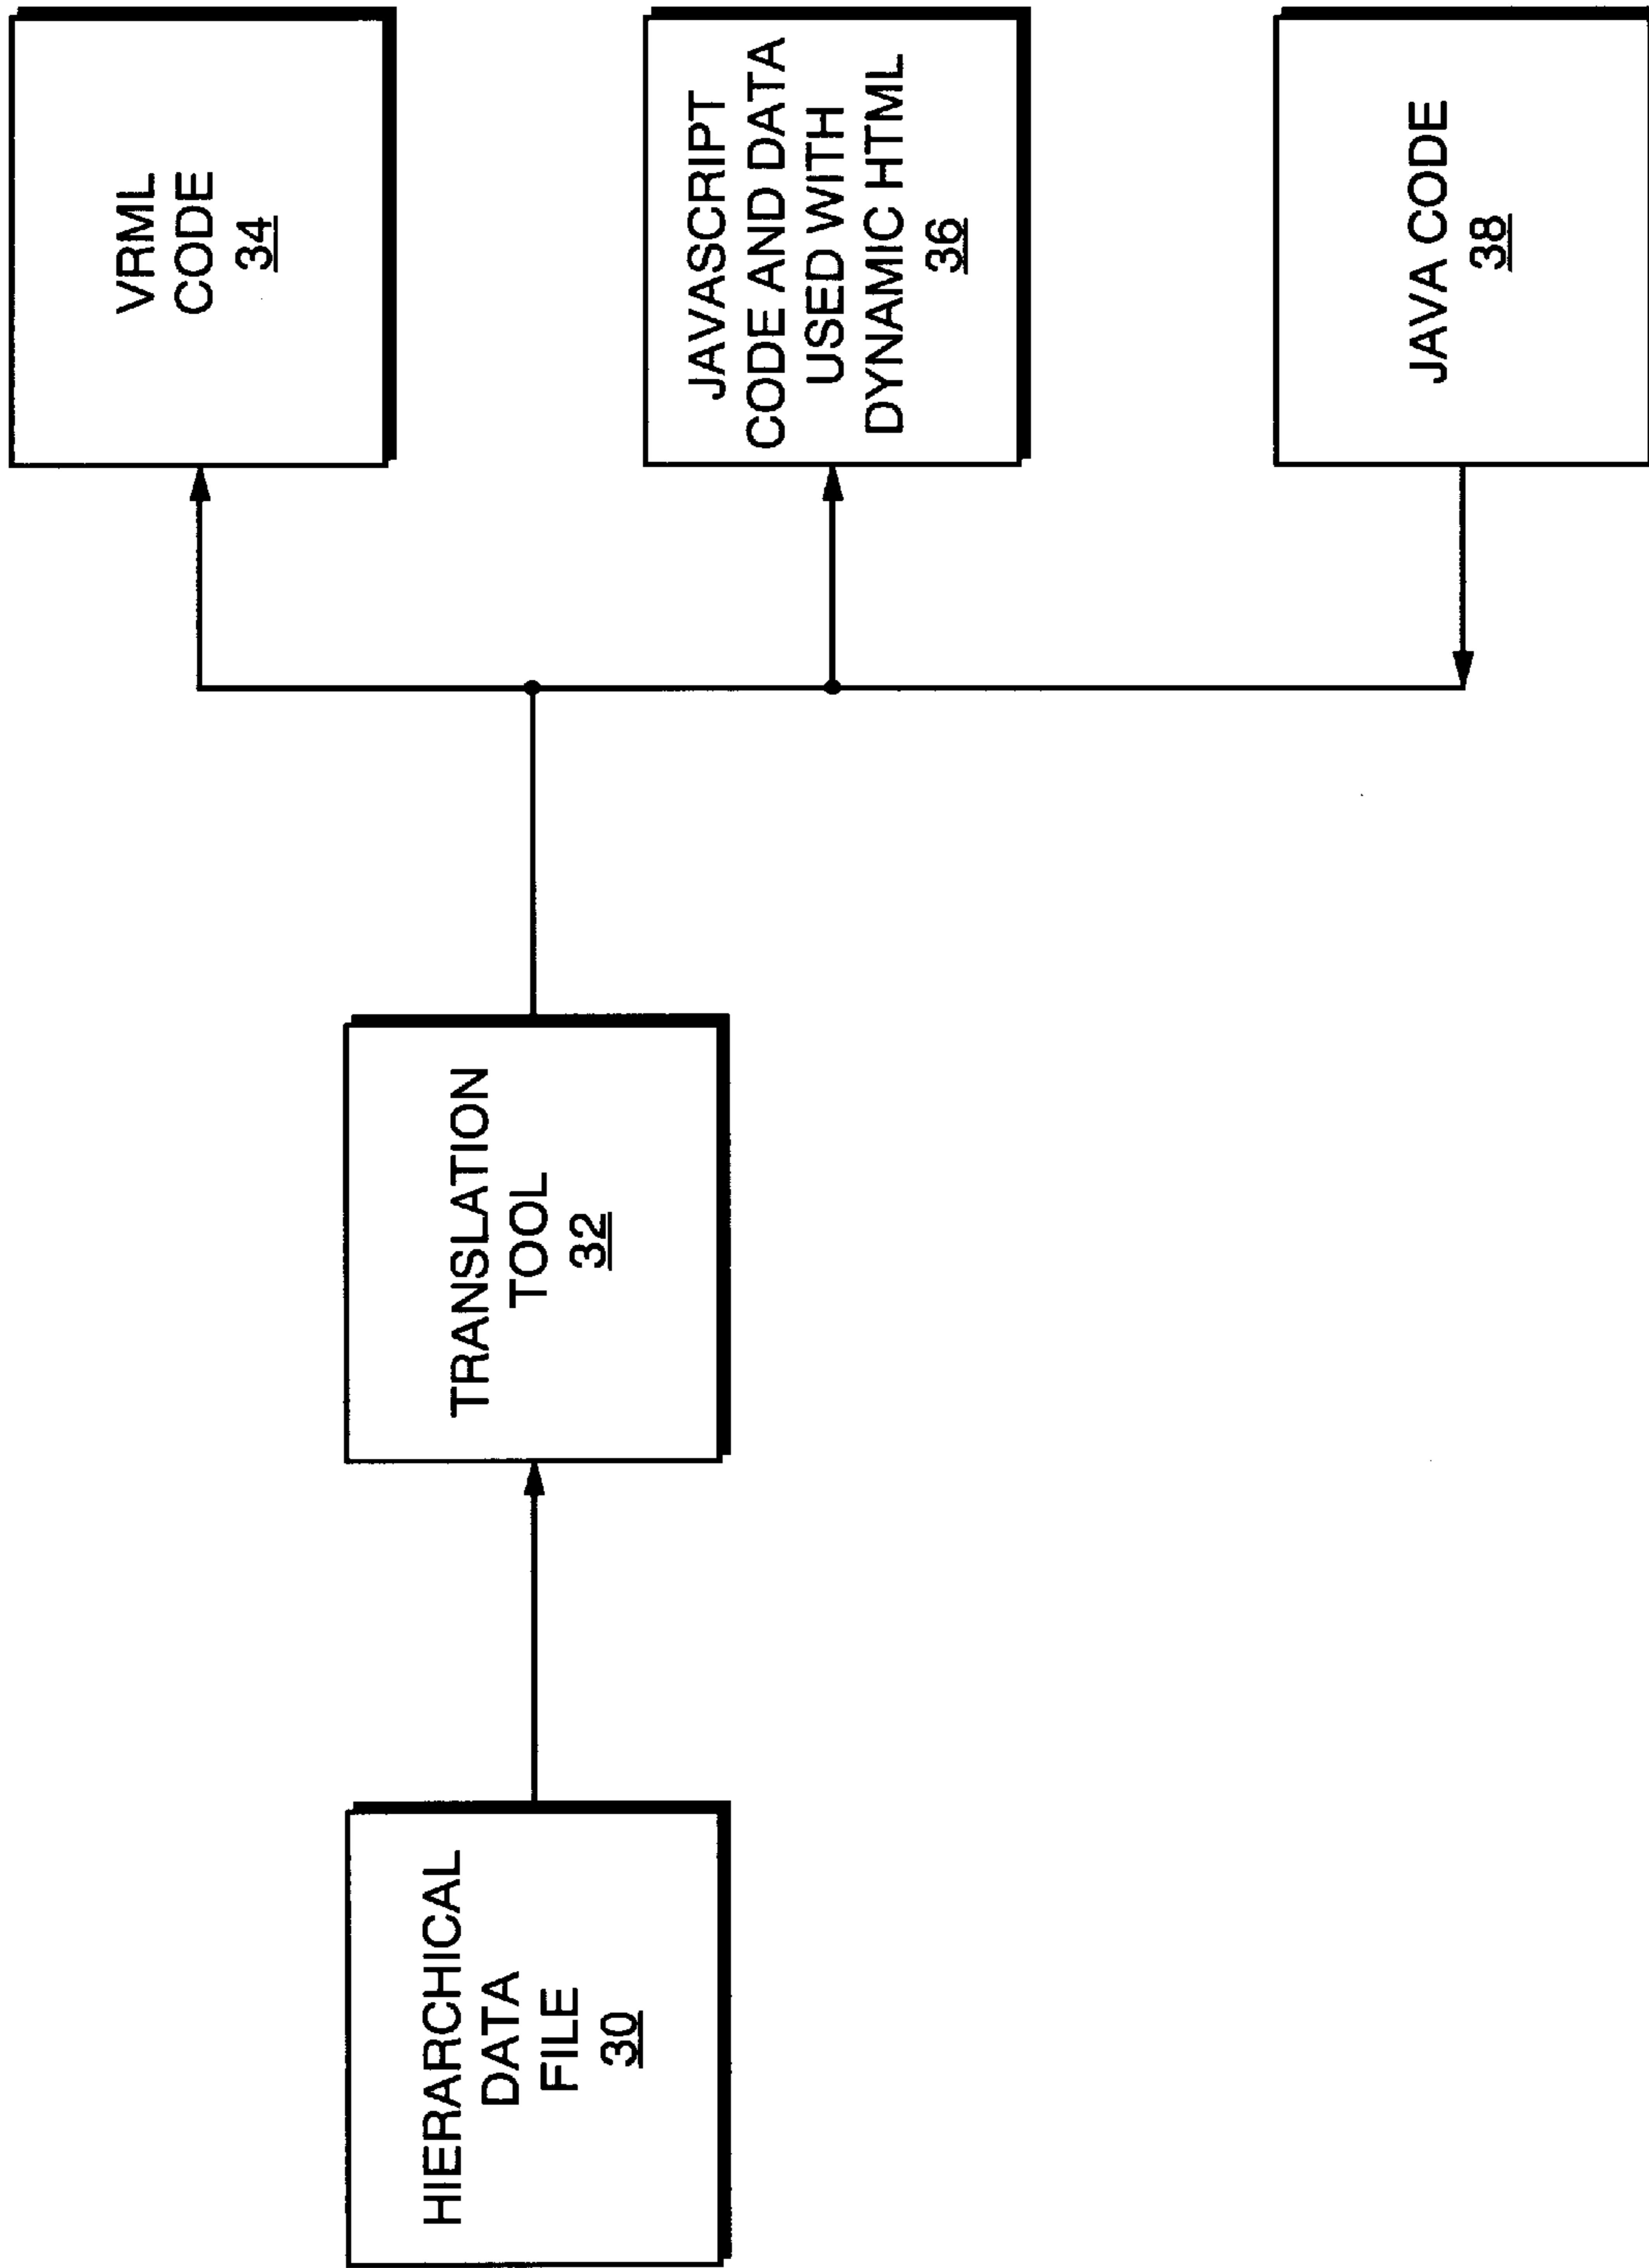 HIERARCHICAL
DATA
FILE
30
TRANSLATION
TOOL
32
VRML
CODE
34
JAVASCRIPT
CODE AND DATA
USED WITH
DYNAMIC HTML
36
JAVA CODE
38